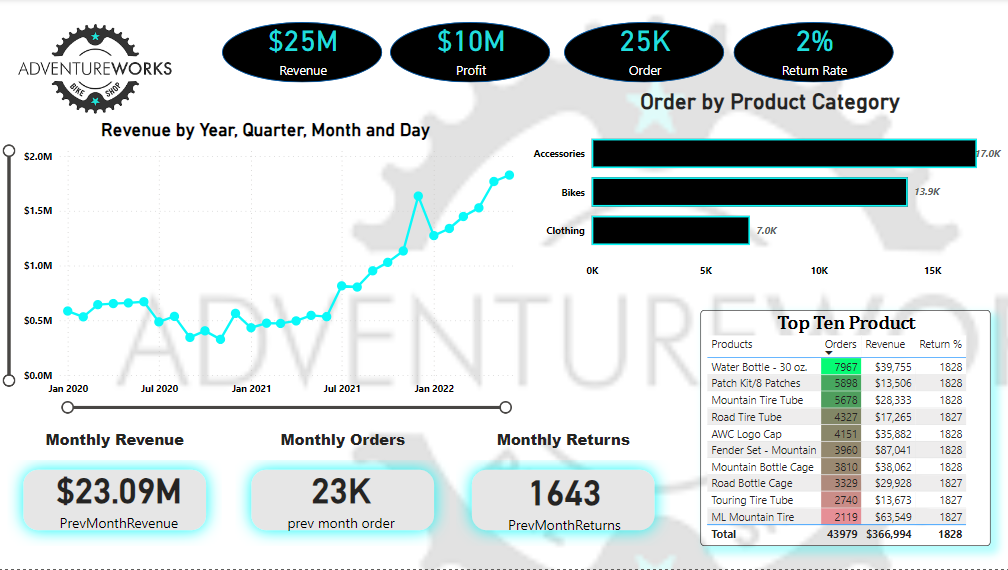 ADVENTUREWORKS
BIKE SHOP
$25M
Revenue
$10M
Profit
25K
Order
2%
Return Rate
Revenue by Year, Quarter, Month and Day
$2.0M
$1.5M
$1.0M
$0.5M
$0.0M
Jan 2020 Jul 2020 Jan 2021 Jul 2021 Jan 2022
Order by Product Category
Accessories 17.0K
Bikes 13.9K
Clothing 7.0K
0K 5K 10K 15K
ADVENTUREWO
Monthly Revenue
$23.09M
PrevMonthRevenue
Monthly Orders
23K
prev month order
Monthly Returns
1643
PrevMonthReturns
Top Ten Product
Products Orders Revenue Return %
Water Bottle - 30 oz. 7967 $39,755 1828
Patch Kit/8 Patches 5898 $13,506 1828
Mountain Tire Tube 5678 $28,333 1828
Road Tire Tube 4327 $17,265 1827
AWC Logo Cap 4151 $35,882 1828
Fender Set - Mountain 3960 $87,041 1828
Mountain Bottle Cage 3810 $38,062 1828
Road Bottle Cage 3329 $29,928 1827
Touring Tire Tube 2740 $13,673 1827
ML Mountain Tire 2119 $63,549 1827
Total 43979 $366,994 1828